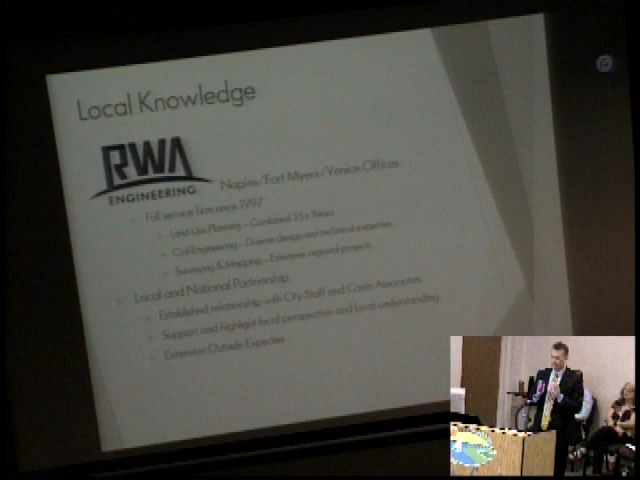 Local Knowledge
RWA
ENGINEERING
Naples/Fort Myers/Venice Offices
Full service firm since 1997
Land Use Planning – Combined 35+ Years
Civil Engineering – Diverse design and technical expertise
Surveying & Mapping – Extensive regional projects
Local and National Partnership
Established relationship with City Staff and Canin Associates
Support and highlight local perspective and local understanding
Extensive Outside Expertise